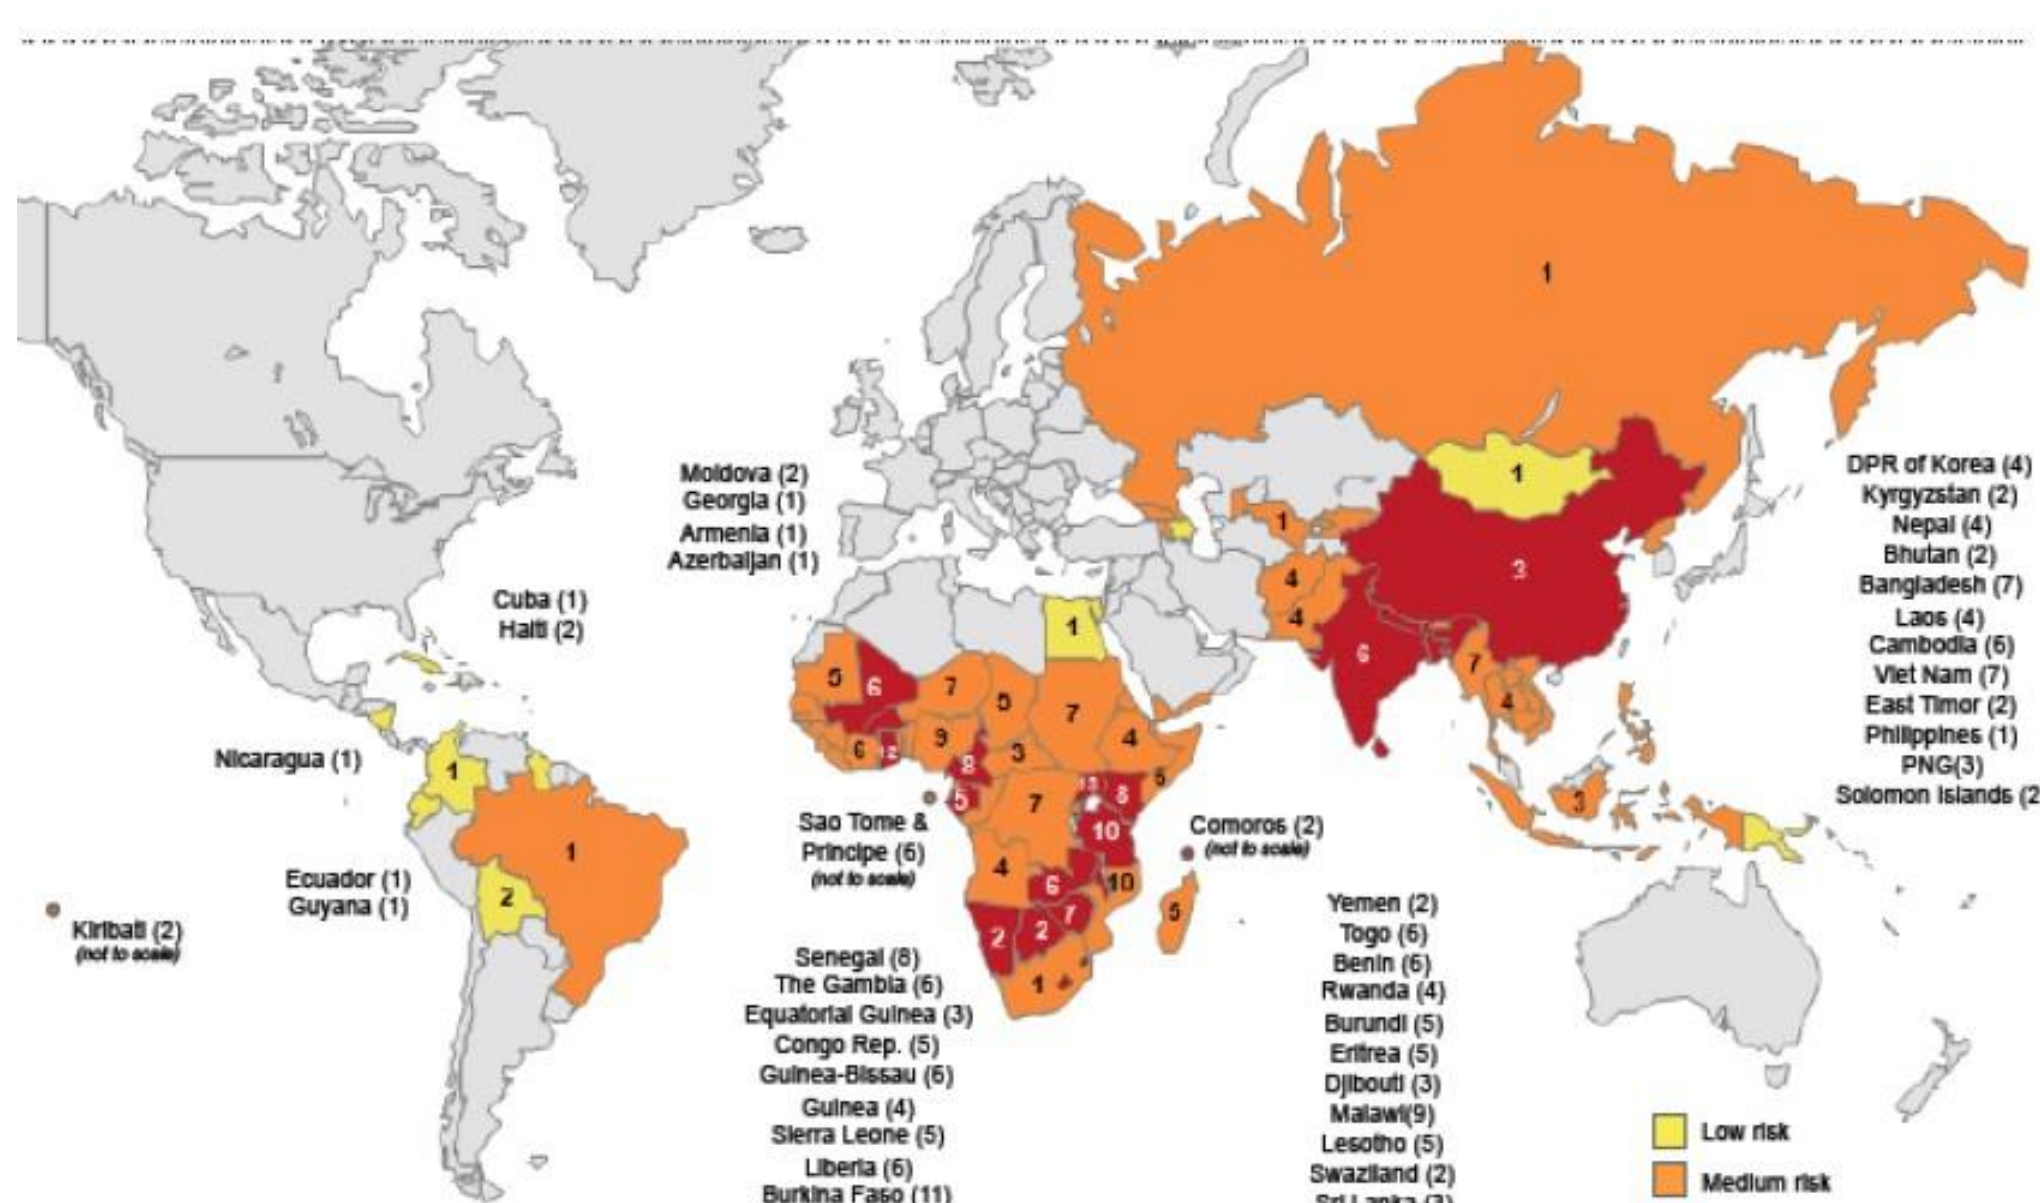 1
Moldova (2)
Georgia (1)
Armenia (1)
Azerbaijan (1)
1
1
3
DPR of Korea (4)
Kyrgyzstan (2)
Nepal (4)
Bhutan (2)
Bangladesh (7)
Laos (4)
Cambodia (6)
Viet Nam (7)
East Timor (2)
Philippines (1)
PNG(3)
Solomon Islands (2
Cuba (1)
Haiti (2)
4
4
1
6
7
4
3
5
6
7
5
7
6
9
8
3
4
5
5
7
8
10
4
6
10
2
2
7
5
1
Nicaragua (1)
1
1
2
Ecuador (1)
Guyana (1)
Kiribati (2)
(not to scale)
Sao Tome &
Principe (6)
(not to scale)
Comoros (2)
(not to scale)
Senegal (8)
The Gambia (6)
Equatorial Guinea (3)
Congo Rep. (5)
Guinea-Bissau (6)
Guinea (4)
Sierra Leone (5)
Liberia (6)
Burkina Faso (11)
Yemen (2)
Togo (6)
Benin (6)
Rwanda (4)
Burundi (5)
Eritrea (5)
Djibouti (3)
Malawi(9)
Lesotho (5)
Swaziland (2)
Sri Lanka (3)
Low risk
Medium risk